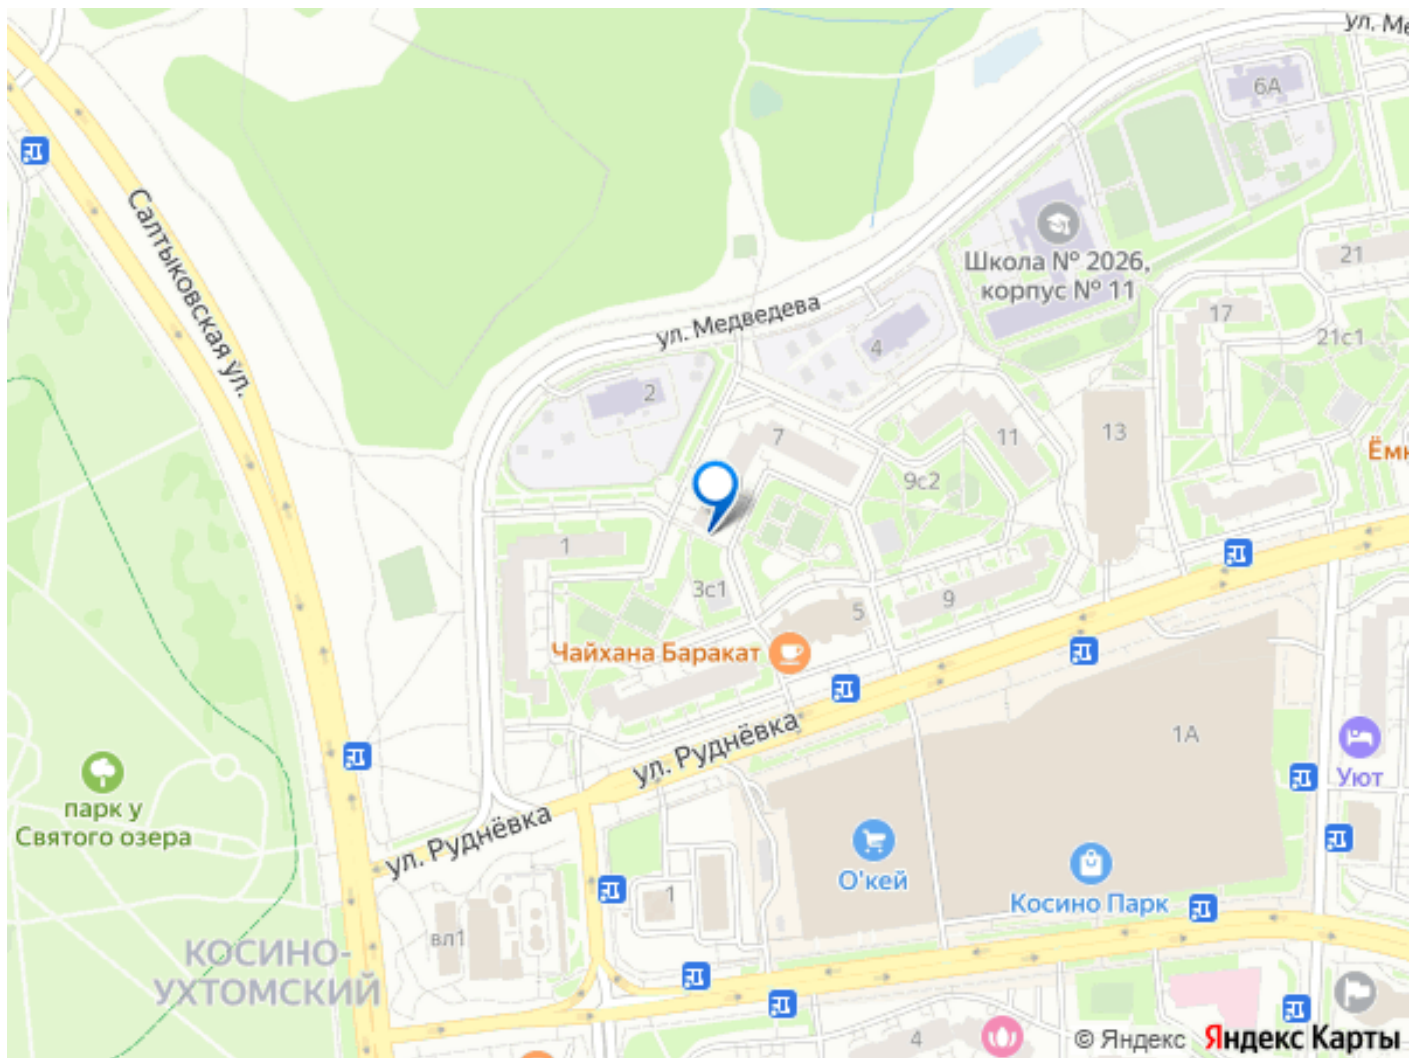 ул. Ме
6А
Салтыковская ул.
Школа № 2026,
корпус № 11
21
17
21с1
ул. Медведева
4
2
7
11
13
Ёмк
9с2
1
3с1
5
9
Чайхана Баракат
ул. Руднёвка
1А
Уют
парк у
Святого озера
ул. Руднёвка
О'кей
Косино Парк
1
вл1
КОСИНО-
УХТОМСКИЙ
4
© Яндекс Яндекс Карты